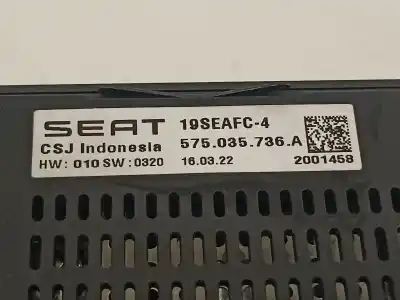 SEAT 19SEAFC-4
CSJ Indonesia 575.035.736.A
HW: 010 SW: 0320 16.03.22 2001458